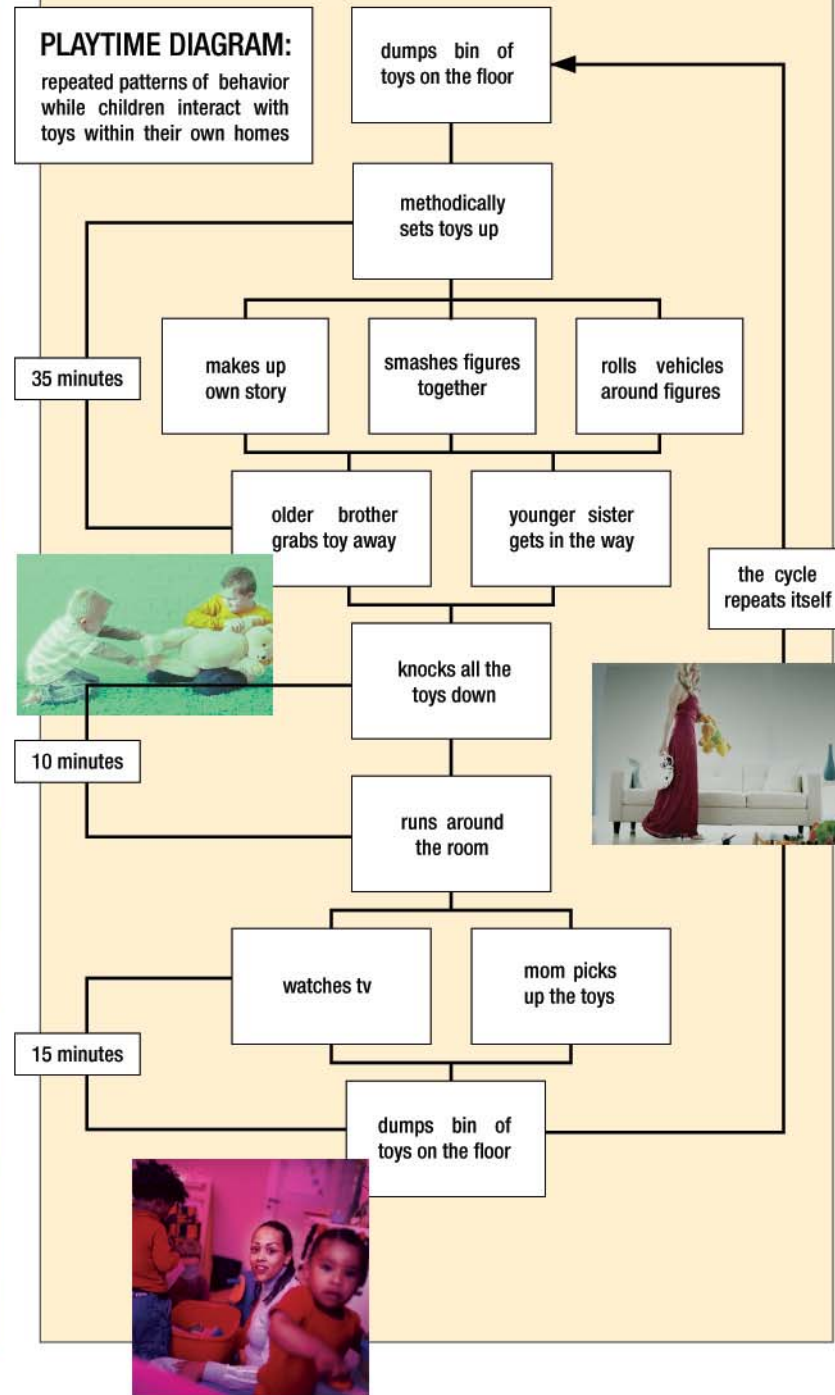 PLAYTIME DIAGRAM:
repeated patterns of behavior
while children interact with
toys within their own homes
dumps bin of
toys on the floor
methodically
sets toys up
35 minutes
makes up
own story
smashes figures
together
rolls vehicles
around figures
older brother
grabs toy away
younger sister
gets in the way
the cycle
repeats itself
knocks all the
toys down
10 minutes
runs around
the room
watches tv
mom picks
up the toys
15 minutes
dumps bin of
toys on the floor